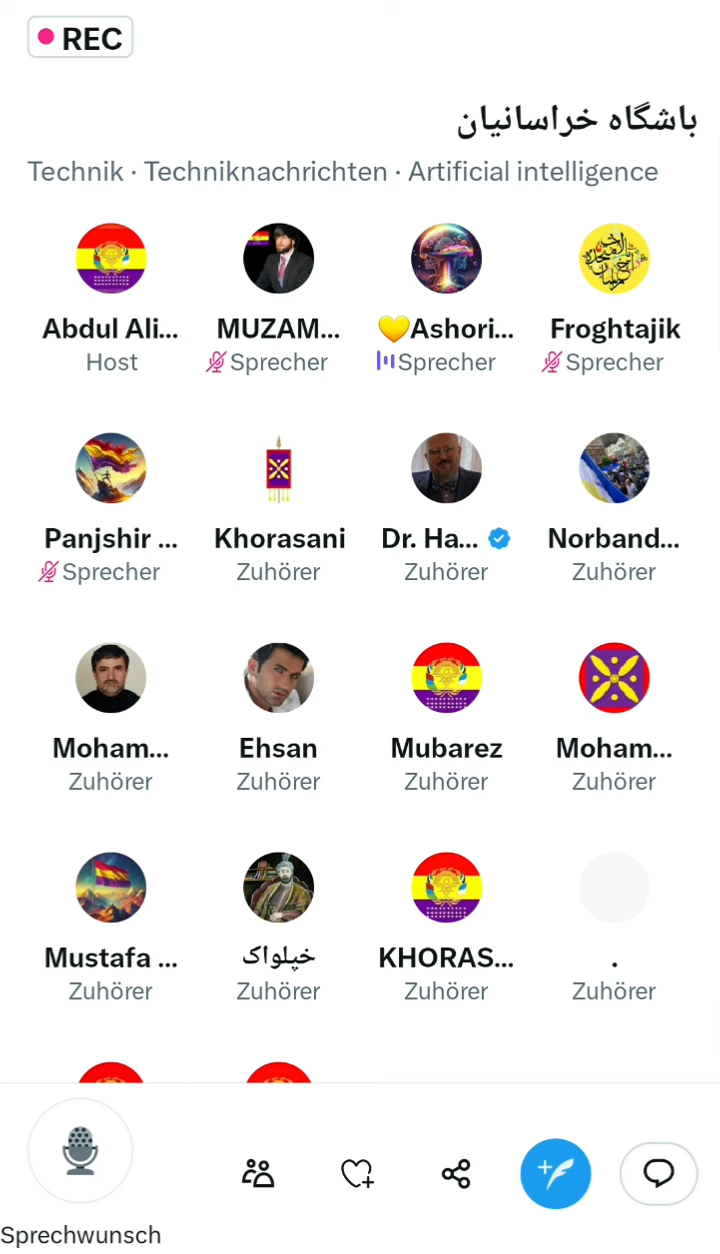 REC
باشگاه خراسانیان
Technik · Techniknachrichten · Artificial intelligence
Abdul Ali... MUZAM... 💛Ashori... Froghtajik
Host Sprecher Sprecher Sprecher
Panjshir ... Khorasani Dr. Ha... Norband...
Sprecher Zuhörer Zuhörer Zuhörer
Moham... Ehsan Mubarez Moham...
Zuhörer Zuhörer Zuhörer Zuhörer
Mustafa ... خپلواک KHORAS... .
Zuhörer Zuhörer Zuhörer Zuhörer
Sprechwunsch